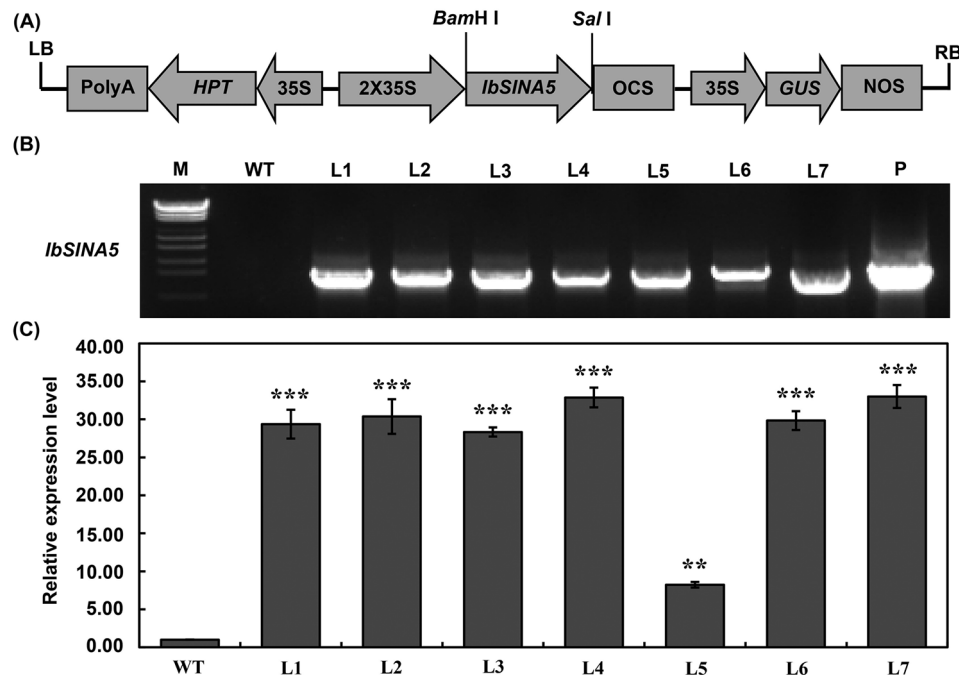 (A)
BamH I Sal I
LB RB
PolyA HPT 35S 2X35S IbSINA5 OCS 35S GUS NOS
(B)
M WT L1 L2 L3 L4 L5 L6 L7 P
IbSINA5
(C)
Relative expression level
40.00
35.00
30.00
25.00
20.00
15.00
10.00
5.00
0.00
*** *** *** *** ** *** ***
WT L1 L2 L3 L4 L5 L6 L7